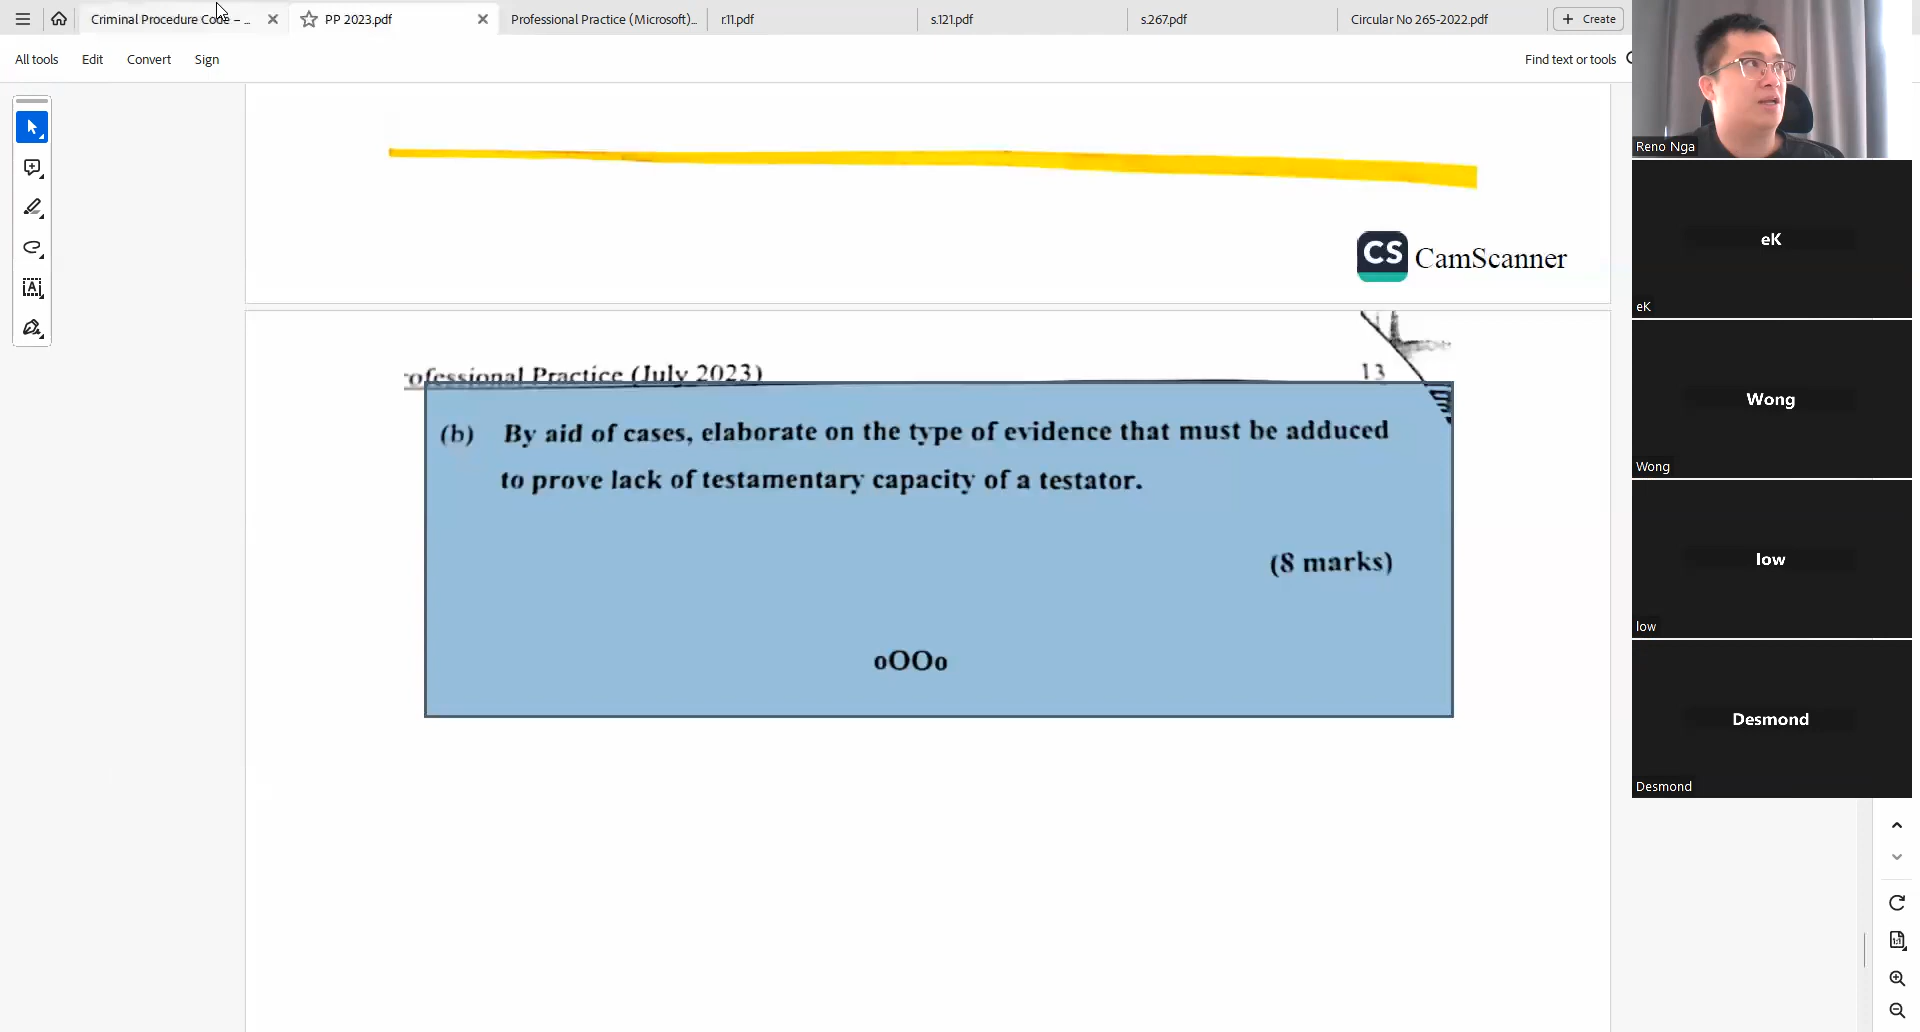 Criminal Procedure Code – ...
PP 2023.pdf
Professional Practice (Microsoft)...
r.11.pdf
s.121.pdf
s.267.pdf
Circular No 265-2022.pdf
Create
All tools
Edit
Convert
Sign
Find text or tools
Reno Nga
CS CamScanner
eK
eK
ofessional Practice (July 2023)
13
(b) By aid of cases, elaborate on the type of evidence that must be adduced
to prove lack of testamentary capacity of a testator.
(8 marks)
oOOo
Wong
Wong
low
low
Desmond
Desmond